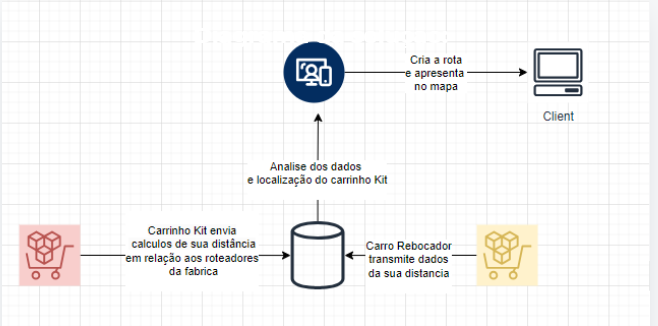 Cria a rota
e apresenta
no mapa
Client
Analise dos dados
e localização do carrinho Kit
Carrinho Kit envia
calculos de sua distância
em relação aos roteadores
da fabrica
Carro Rebocador
transmite dados
da sua distancia